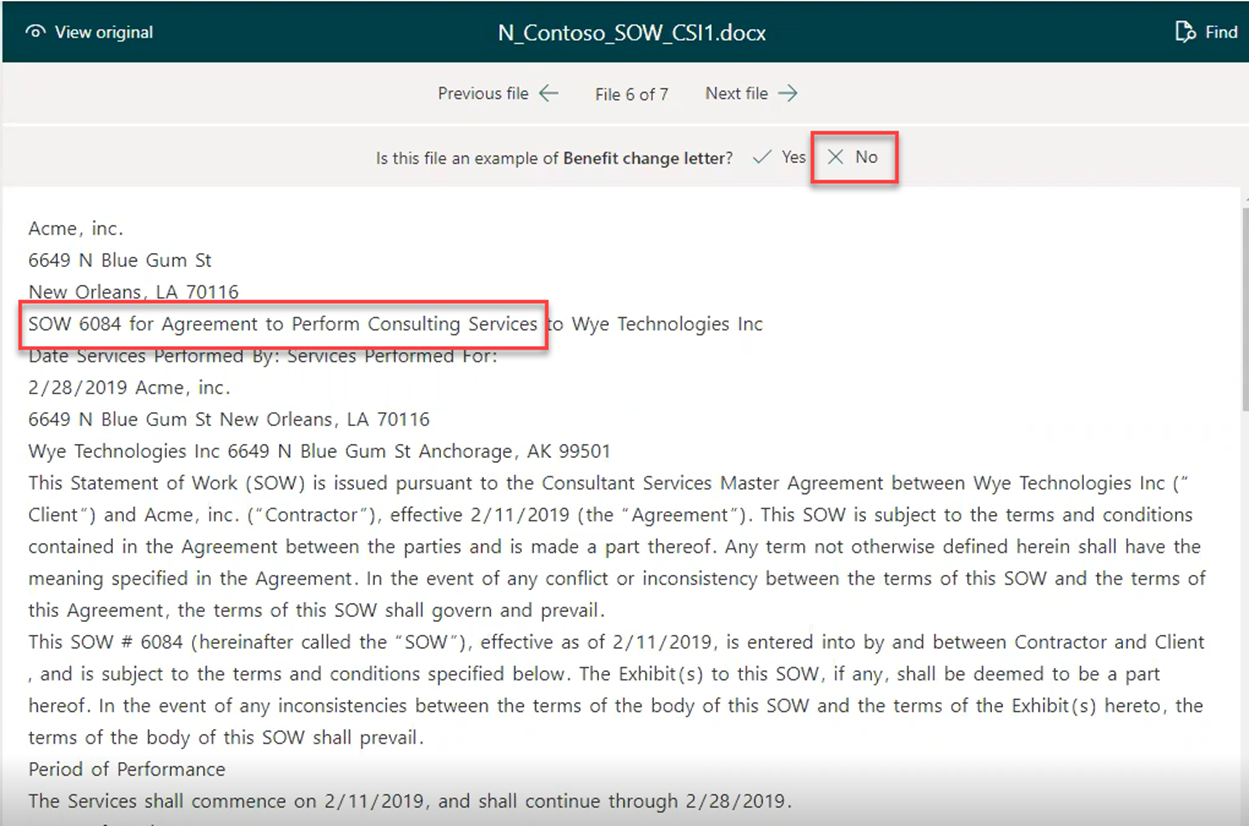 View original
N_Contoso_SOW_CSI1.docx
Find
Previous file
File 6 of 7
Next file
Is this file an example of Benefit change letter?
Yes
No
Acme, inc.
6649 N Blue Gum St
New Orleans, LA 70116
SOW 6084 for Agreement to Perform Consulting Services to Wye Technologies Inc
Date Services Performed By: Services Performed For:
2/28/2019 Acme, inc.
6649 N Blue Gum St New Orleans, LA 70116
Wye Technologies Inc 6649 N Blue Gum St Anchorage, AK 99501
This Statement of Work (SOW) is issued pursuant to the Consultant Services Master Agreement between Wye Technologies Inc (“
Client”) and Acme, inc. (“Contractor”), effective 2/11/2019 (the “Agreement”). This SOW is subject to the terms and conditions
contained in the Agreement between the parties and is made a part thereof. Any term not otherwise defined herein shall have the
meaning specified in the Agreement. In the event of any conflict or inconsistency between the terms of this SOW and the terms of
this Agreement, the terms of this SOW shall govern and prevail.
This SOW # 6084 (hereinafter called the “SOW”), effective as of 2/11/2019, is entered into by and between Contractor and Client
, and is subject to the terms and conditions specified below. The Exhibit(s) to this SOW, if any, shall be deemed to be a part
hereof. In the event of any inconsistencies between the terms of the body of this SOW and the terms of the Exhibit(s) hereto, the
terms of the body of this SOW shall prevail.
Period of Performance
The Services shall commence on 2/11/2019, and shall continue through 2/28/2019.